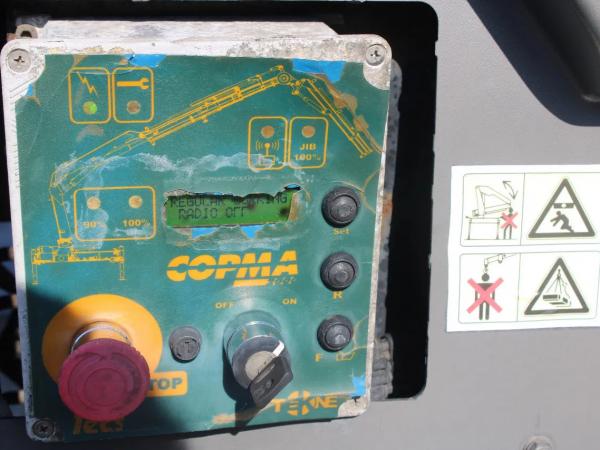 JIB
100%
REGULAR WORKING
RADIO OFF
90%
100%
Set
COPMA
OFF
ON
R
F
STOP